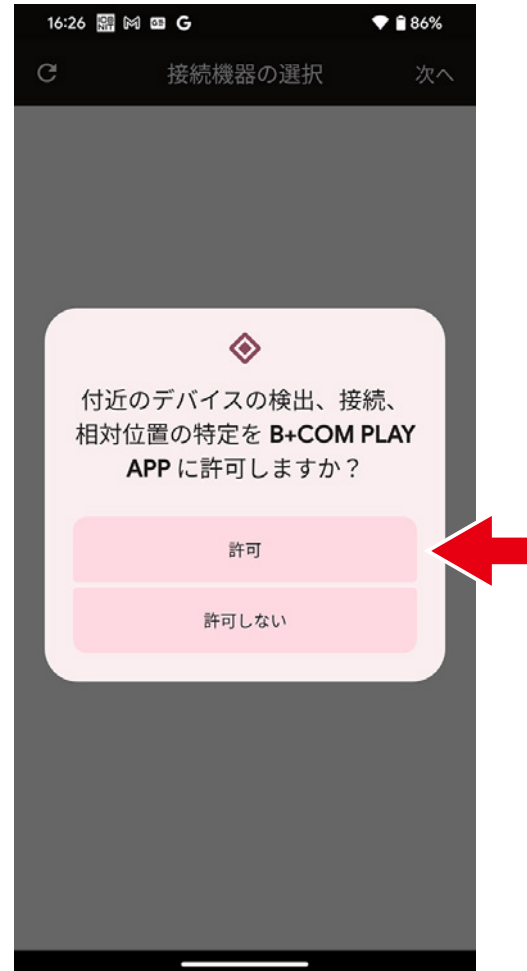 16:26 G 86%
接続機器の選択 次へ
付近のデバイスの検出、接続、
相対位置の特定を B+COM PLAY
APP に許可しますか？
許可
許可しない